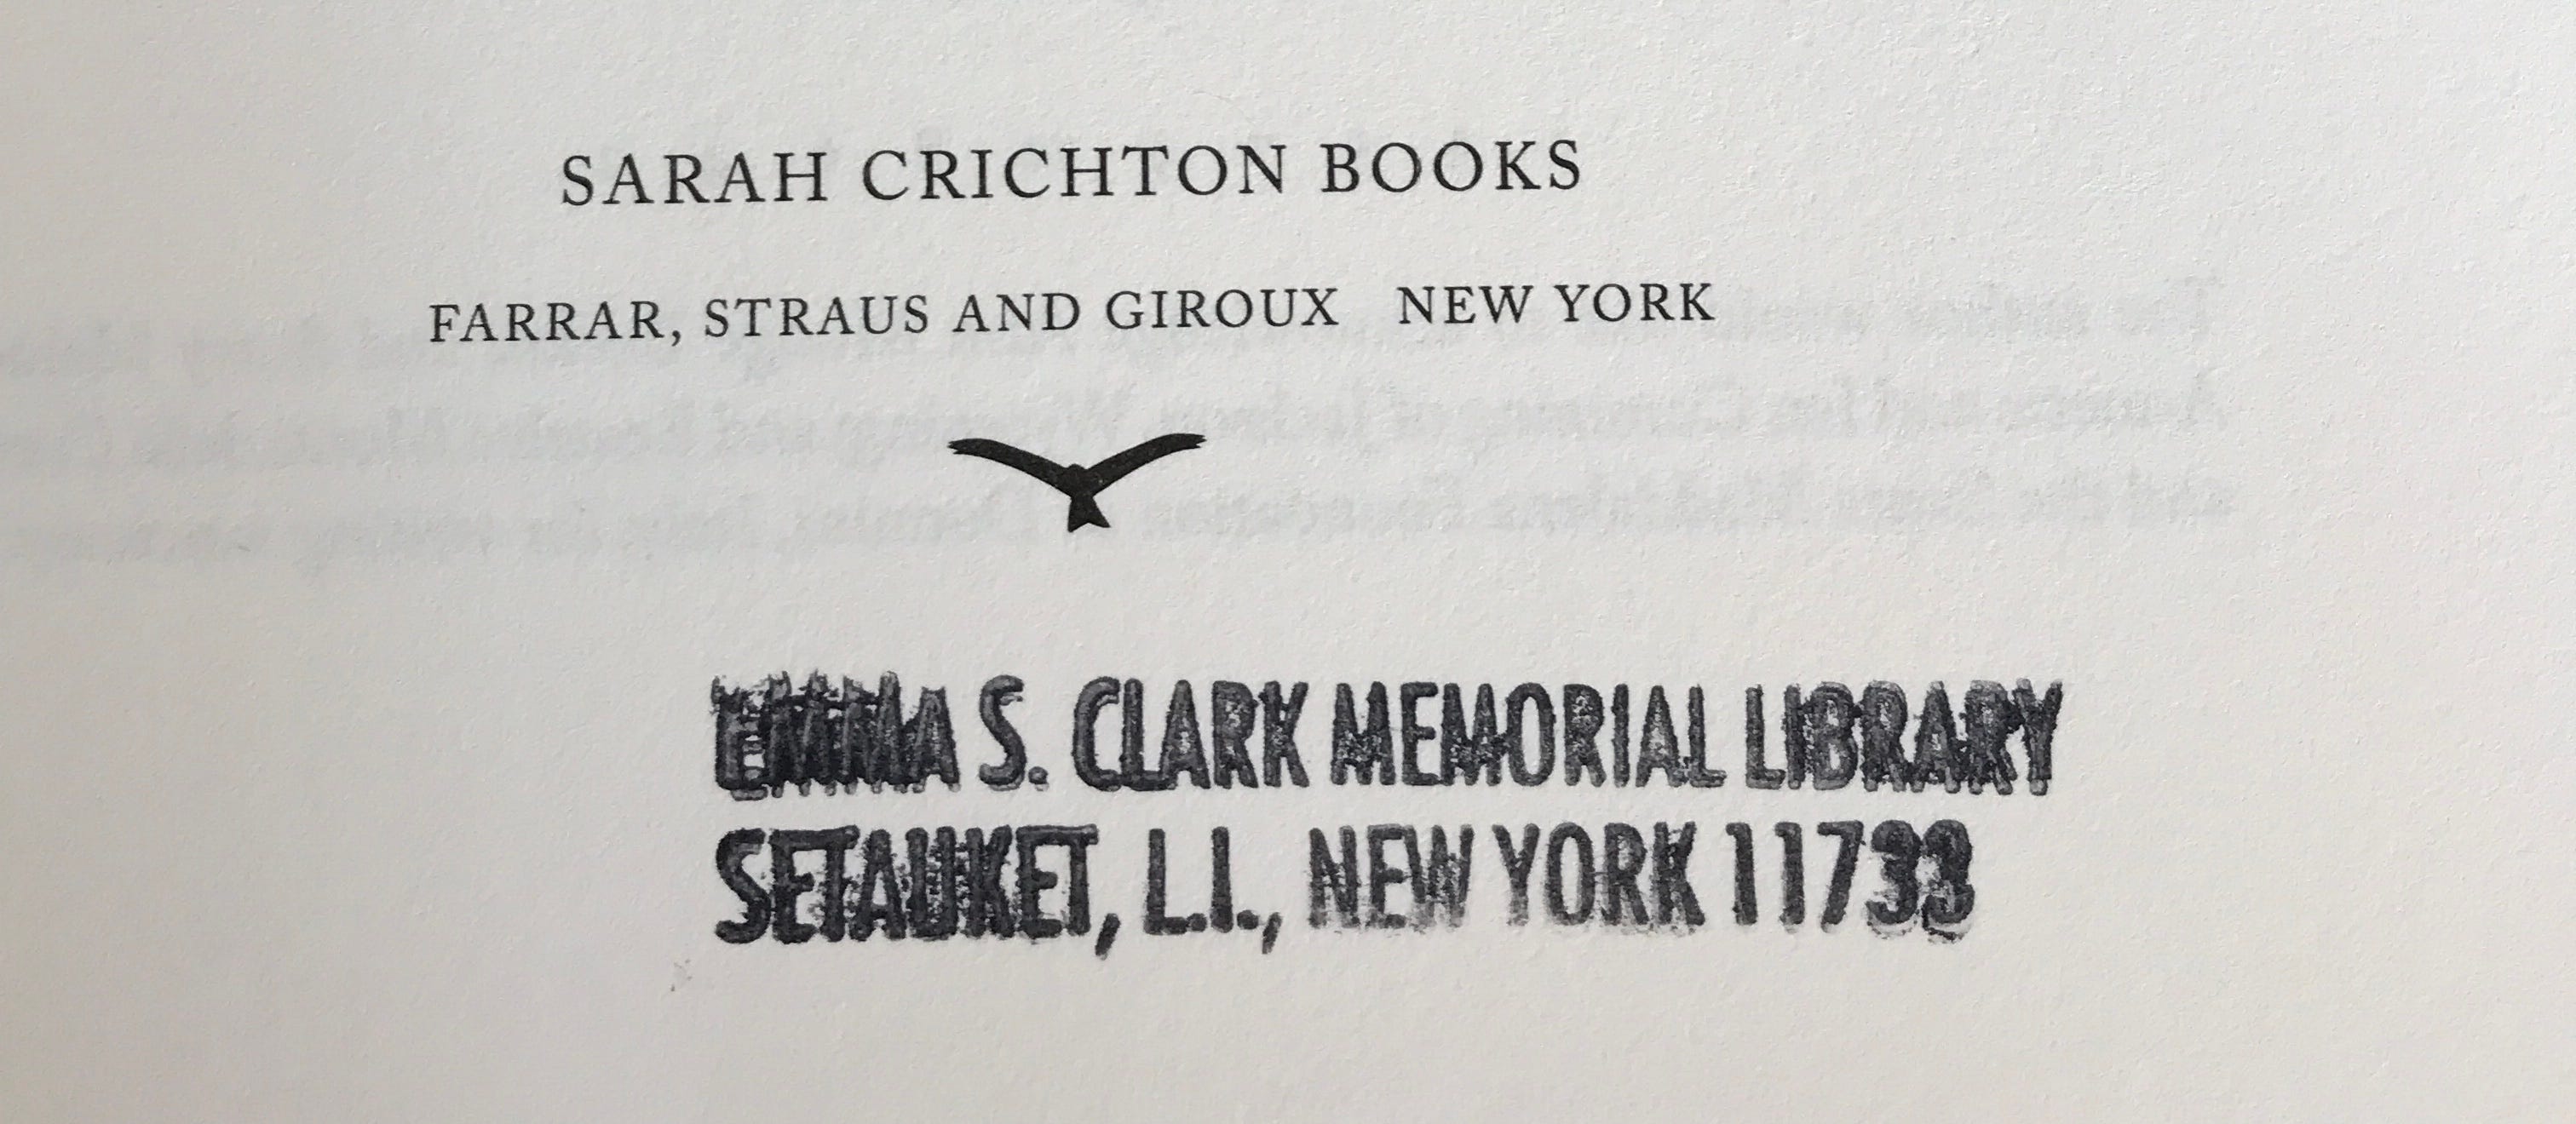 SARAH CRICHTON BOOKS
FARRAR, STRAUS AND GIROUX NEW YORK
EMMA S. CLARK MEMORIAL LIBRARY
SETAUKET, L.I., NEW YORK 11733